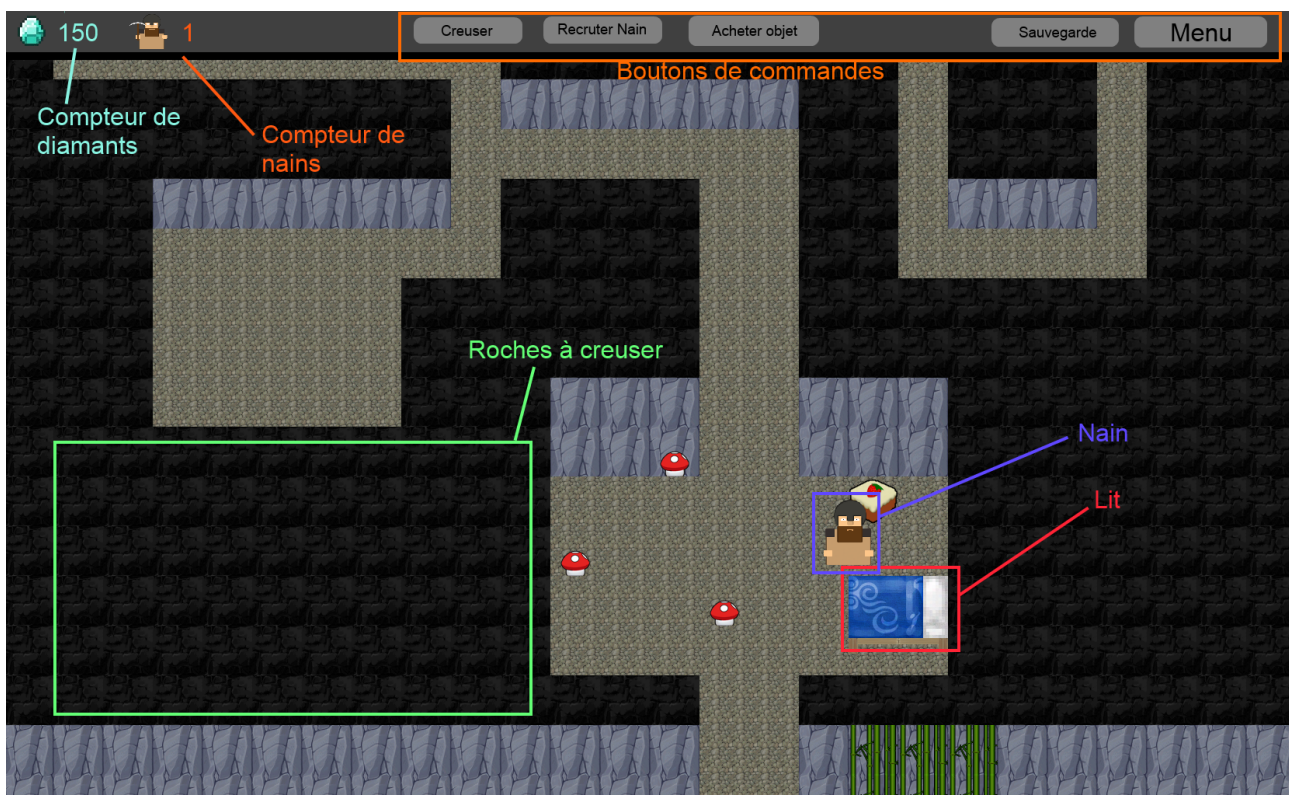 150
1
Creuser
Recruter Nain
Acheter objet
Sauvegarde
Menu
Boutons de commandes
Compteur de
diamants
Compteur de
nains
Roches à creuser
Nain
Lit